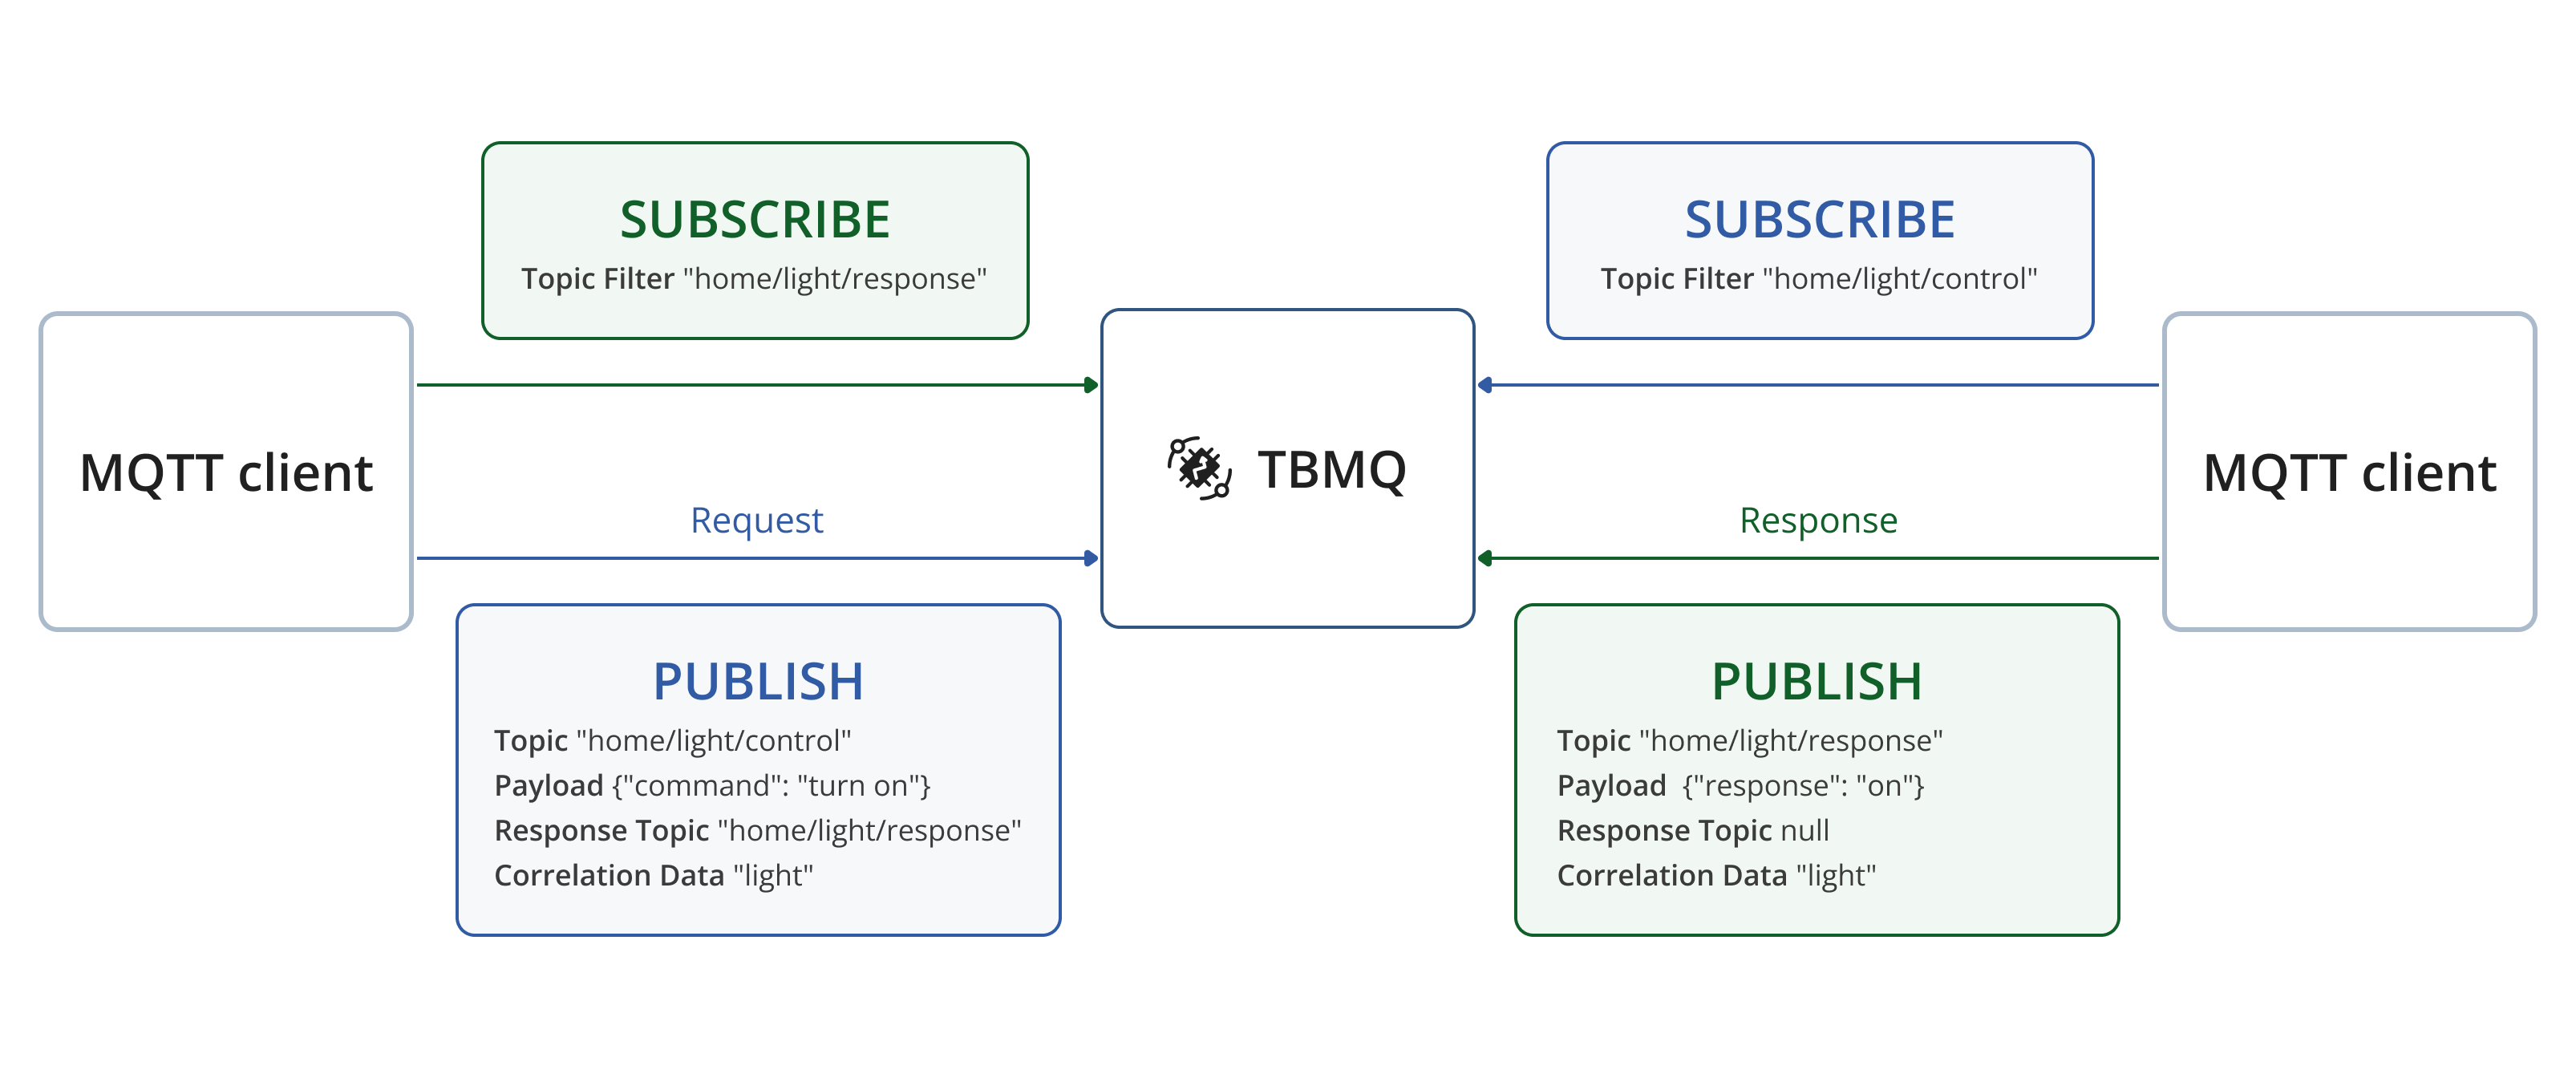 SUBSCRIBE
Topic Filter "home/light/response"
SUBSCRIBE
Topic Filter "home/light/control"
MQTT client
TBMQ
MQTT client
Request
Response
PUBLISH
Topic "home/light/control"
Payload {"command": "turn on"}
Response Topic "home/light/response"
Correlation Data "light"
PUBLISH
Topic "home/light/response"
Payload {"response": "on"}
Response Topic null
Correlation Data "light"